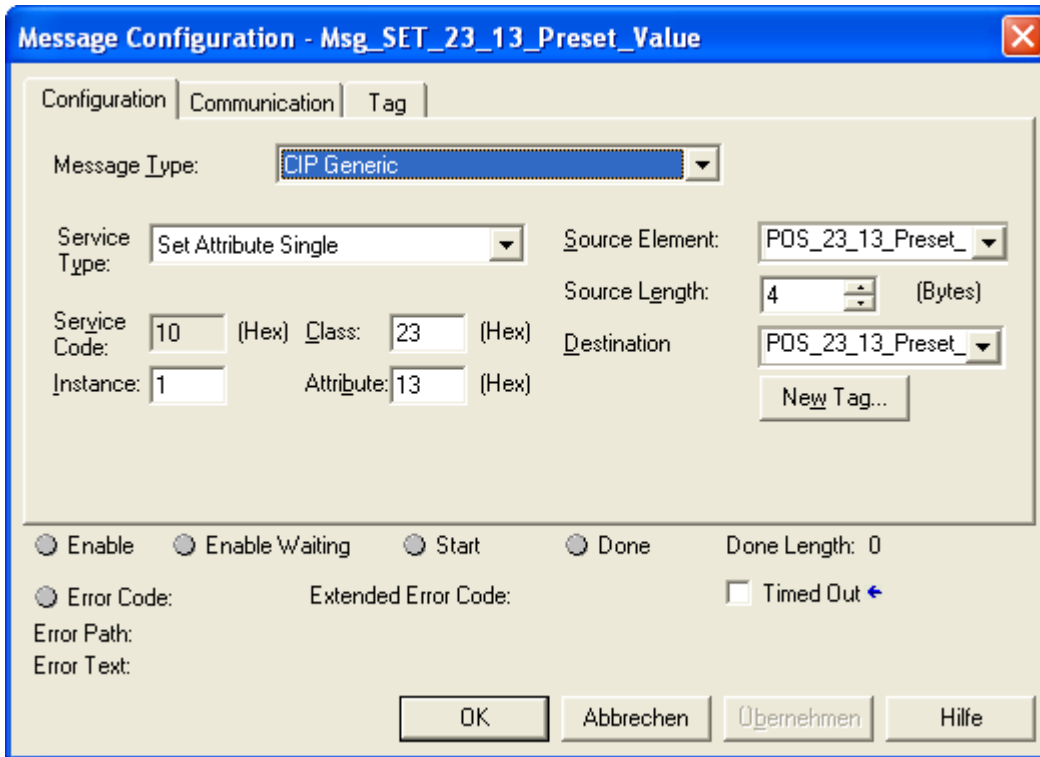 Message Configuration - Msg_SET_23_13_Preset_Value
Configuration Communication Tag
Message Type: CIP Generic
Service Type: Set Attribute Single
Source Element: POS_23_13_Preset_
Source Length: 4 (Bytes)
Service Code: 10 (Hex) Class: 23 (Hex)
Destination POS_23_13_Preset_
Instance: 1 Attribute: 13 (Hex)
New Tag...
Enable Enable Waiting Start Done Done Length: 0
Error Code: Extended Error Code: Timed Out
Error Path:
Error Text:
OK Abbrechen Übernehmen Hilfe